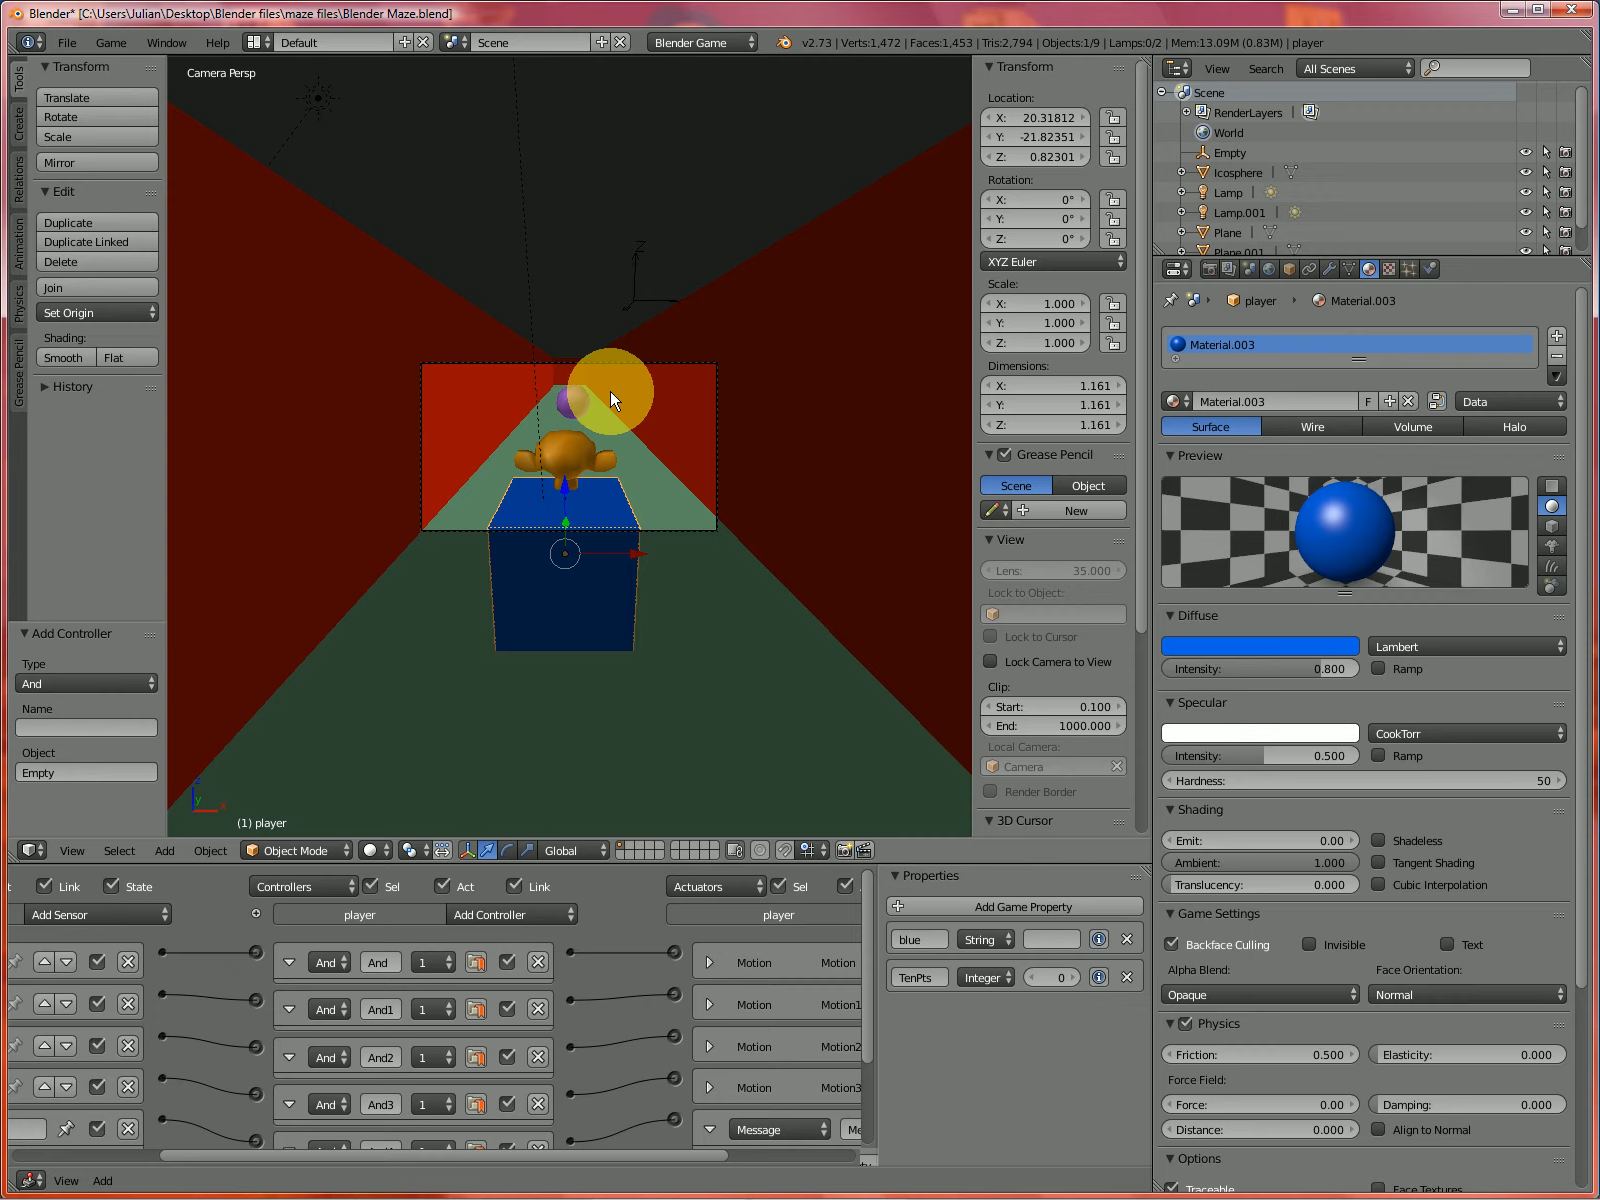 Blender* [C:\Users\Julian\Desktop\Blender files\maze files\Blender Maze.blend]
File Game Window Help Default Scene Blender Game v2.73 | Verts:1,472 | Faces:1,453 | Tris:2,794 | Objects:1/9 | Lamps:0/2 | Mem:13.09M (0.83M) | player
Tools
Create
Relations
Animation
Physics
Grease Pencil
Transform
Translate
Rotate
Scale
Mirror
Edit
Duplicate
Duplicate Linked
Delete
Join
Set Origin
Shading:
Smooth Flat
History
Add Controller
Type
And
Name
Object
Empty
Camera Persp
Z
z
y
x
(1) player
Transform
Location:
X: 20.31812
Y: -21.82351
Z: 0.82301
Rotation:
X: 0°
Y: 0°
Z: 0°
XYZ Euler
Scale:
X: 1.000
Y: 1.000
Z: 1.000
Dimensions:
X: 1.161
Y: 1.161
Z: 1.161
Grease Pencil
Scene Object
New
View
Lens: 35.000
Lock to Object:
Lock to Cursor
Lock Camera to View
Clip:
Start: 0.100
End: 1000.000
Local Camera:
Camera
Render Border
3D Cursor
View Search All Scenes
Scene
RenderLayers
World
Empty
Icosphere
Lamp
Lamp.001
Plane
Plane.001
player Material.003
Material.003
Material.003 F Data
Surface Wire Volume Halo
Preview
Diffuse
Lambert
Intensity: 0.800 Ramp
Specular
CookTorr
Intensity: 0.500 Ramp
Hardness: 50
Shading
Emit: 0.00 Shadeless
Ambient: 1.000 Tangent Shading
Translucency: 0.000 Cubic Interpolation
Game Settings
Backface Culling Invisible Text
Alpha Blend: Face Orientation:
Opaque Normal
Physics
Friction: 0.500 Elasticity: 0.000
Force Field:
Force: 0.00 Damping: 0.000
Distance: 0.000 Align to Normal
Options
Traceable Face Textures
View Select Add Object Object Mode Global
t Link State Controllers Sel Act Link Actuators Sel
Add Sensor player Add Controller player
And And 1 Motion Motion
And And1 1 Motion Motion1
And And2 1 Motion Motion2
And And3 1 Motion Motion3
Message Me
Properties
Add Game Property
blue String
TenPts Integer 0
View Add